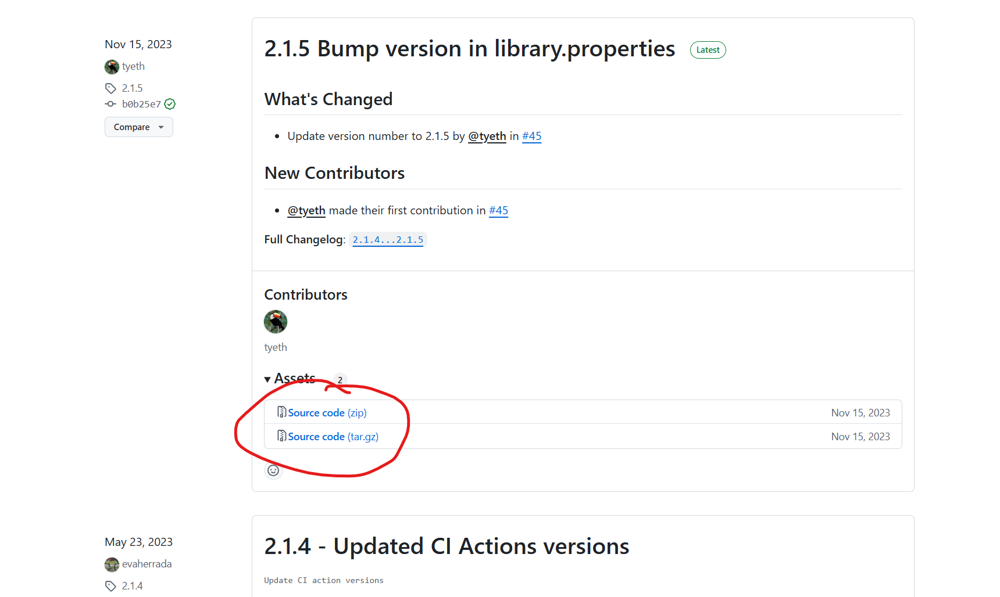 Nov 15, 2023
tyeth
2.1.5
b0b25e7
Compare
2.1.5 Bump version in library.properties Latest
What's Changed
Update version number to 2.1.5 by @tyeth in #45
New Contributors
@tyeth made their first contribution in #45
Full Changelog: 2.1.4...2.1.5
Contributors
tyeth
Assets 2
Source code (zip) Nov 15, 2023
Source code (tar.gz) Nov 15, 2023
May 23, 2023
evaherrada
2.1.4
2.1.4 - Updated CI Actions versions
Update CI action versions